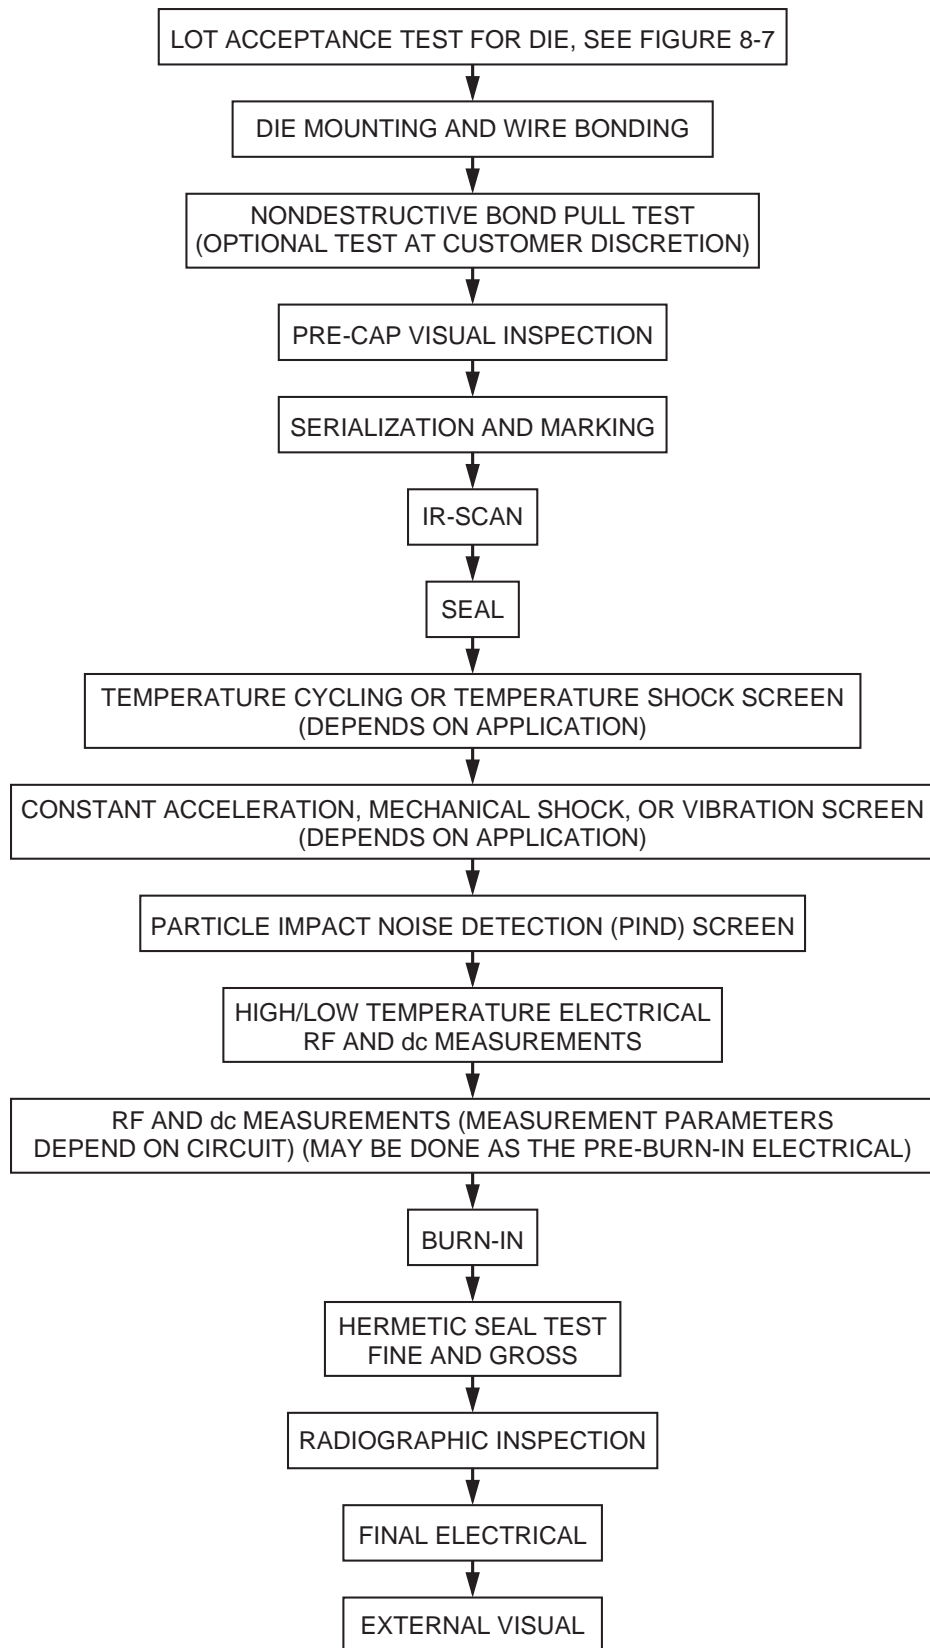 LOT ACCEPTANCE TEST FOR DIE, SEE FIGURE 8-7
DIE MOUNTING AND WIRE BONDING
NONDESTRUCTIVE BOND PULL TEST
(OPTIONAL TEST AT CUSTOMER DISCRETION)
PRE-CAP VISUAL INSPECTION
SERIALIZATION AND MARKING
IR-SCAN
SEAL
TEMPERATURE CYCLING OR TEMPERATURE SHOCK SCREEN
(DEPENDS ON APPLICATION)
CONSTANT ACCELERATION, MECHANICAL SHOCK, OR VIBRATION SCREEN
(DEPENDS ON APPLICATION)
PARTICLE IMPACT NOISE DETECTION (PIND) SCREEN
HIGH/LOW TEMPERATURE ELECTRICAL
RF AND dc MEASUREMENTS
RF AND dc MEASUREMENTS (MEASUREMENT PARAMETERS
DEPEND ON CIRCUIT) (MAY BE DONE AS THE PRE-BURN-IN ELECTRICAL)
BURN-IN
HERMETIC SEAL TEST
FINE AND GROSS
RADIOGRAPHIC INSPECTION
FINAL ELECTRICAL
EXTERNAL VISUAL